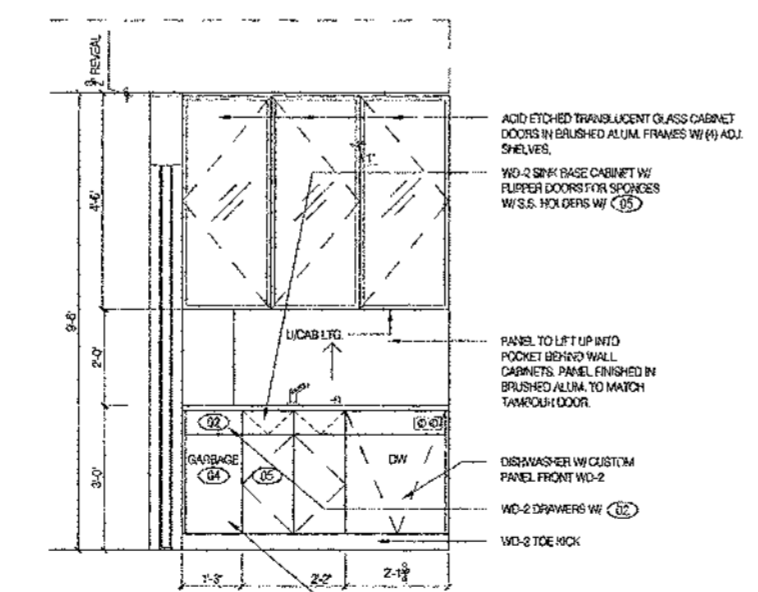 REVEAL
ACID ETCHED TRANSLUCENT GLASS CABINET
DOORS IN BRUSHED ALUM. FRAMES W/ (4) ADJ.
SHELVES.
WD-2 SINK BASE CABINET W/
FLIPPER DOORS FOR SPONGES
W/ S.S. HOLDERS W/ 05
4'-6"
9'-6"
2'-0"
3'-0"
U/CAB LTG.
PANEL TO LIFT UP INTO
POCKET BEHIND WALL
CABINETS. PANEL FINISHED IN
BRUSHED ALUM. TO MATCH
TAMBOUR DOOR.
02
GARBAGE
04
05
DW
DISHWASHER W/ CUSTOM
PANEL FRONT WD-2
WD-2 DRAWERS W/ 02
WD-2 TOE KICK
1'-3"
2'-2"